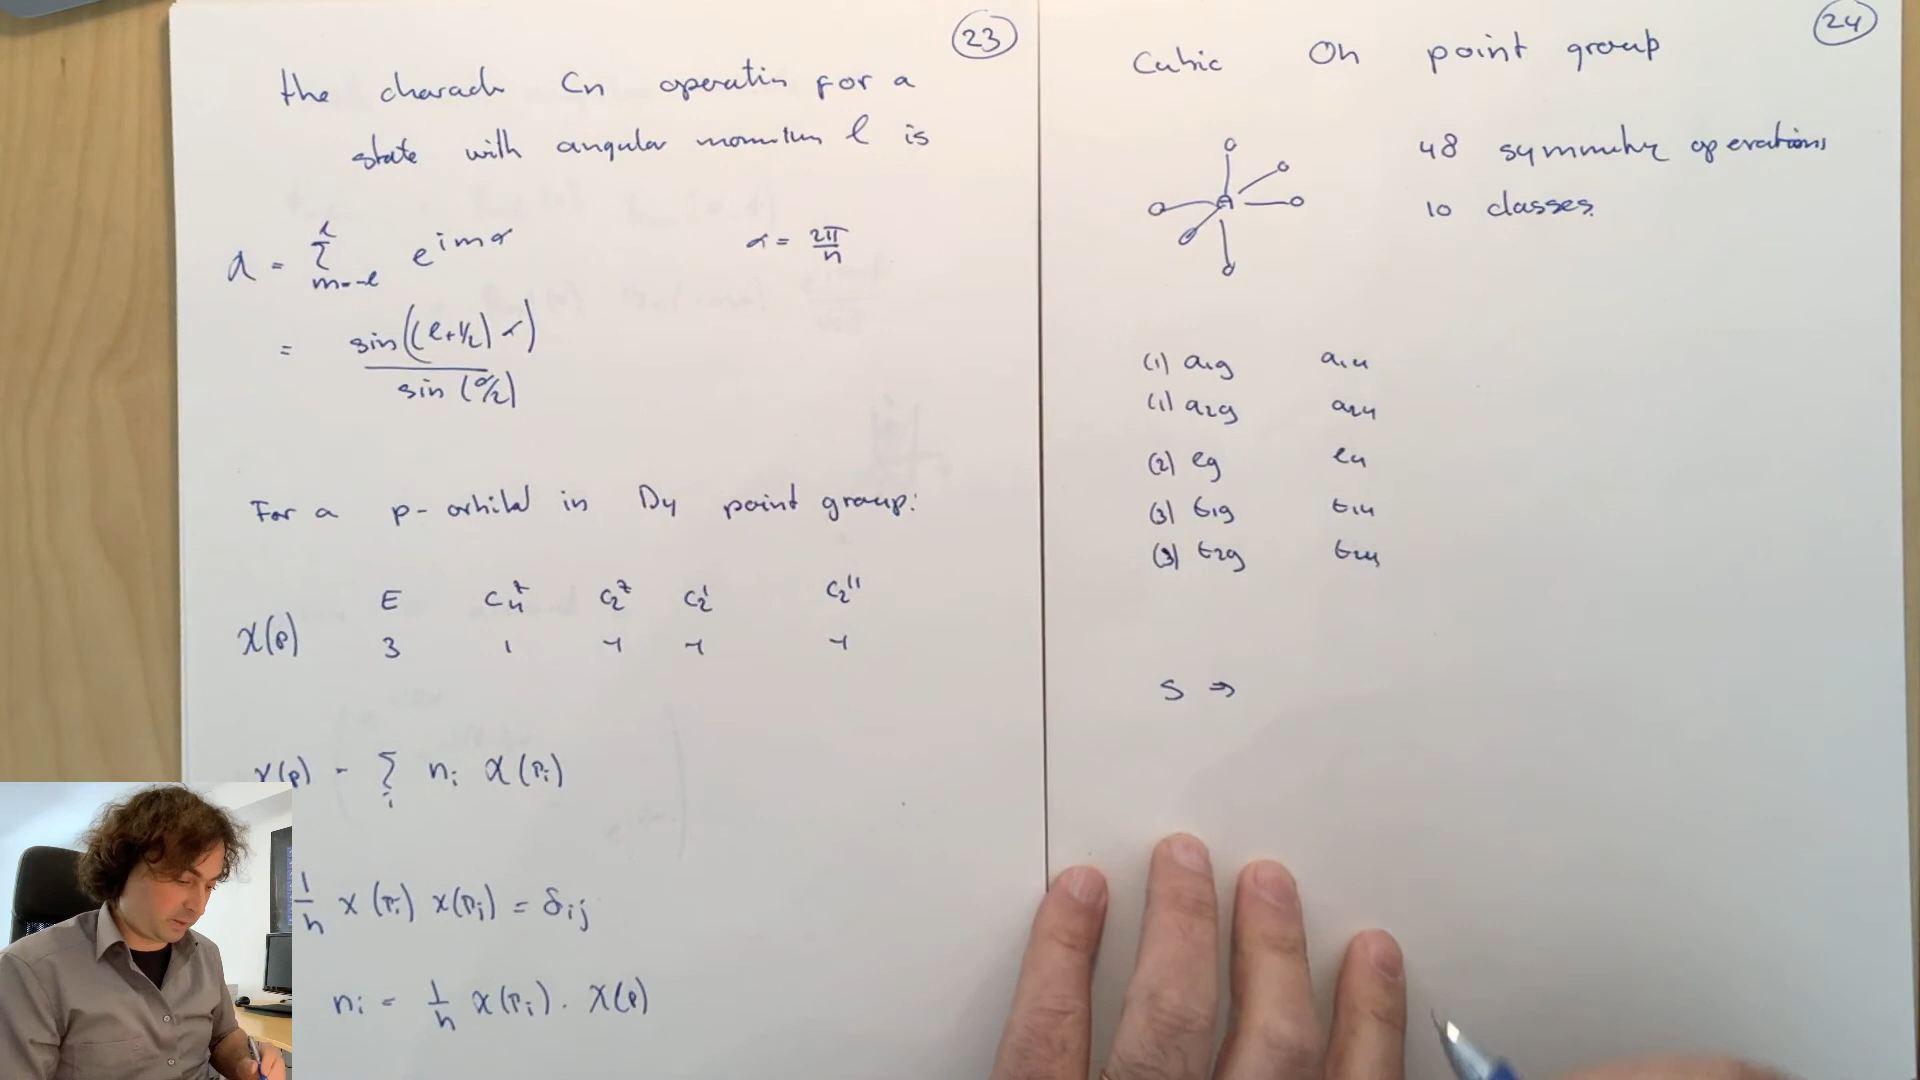 23
the charach Cn operatin for a
state with angular momentum l is
χ = Σ m=-l l e^{imα} α = 2π/n
= sin((l+1/2)α) / sin(α/2)
For a p-orbital in D4 point group:
E C4^z C2^z C2' C2''
χ(p) 3 1 -1 -1 -1
χ(p) = Σ i ni χ(Γi)
1/h χ(Γi) χ(Γj) = δij
ni = 1/h χ(Γi) · χ(p)
24
Cubic Oh point group
48 symmetry operations
10 classes.
(1) a1g a1u
(1) a2g a2u
(2) eg eu
(3) t1g t1u
(3) t2g t2u
S ⇒